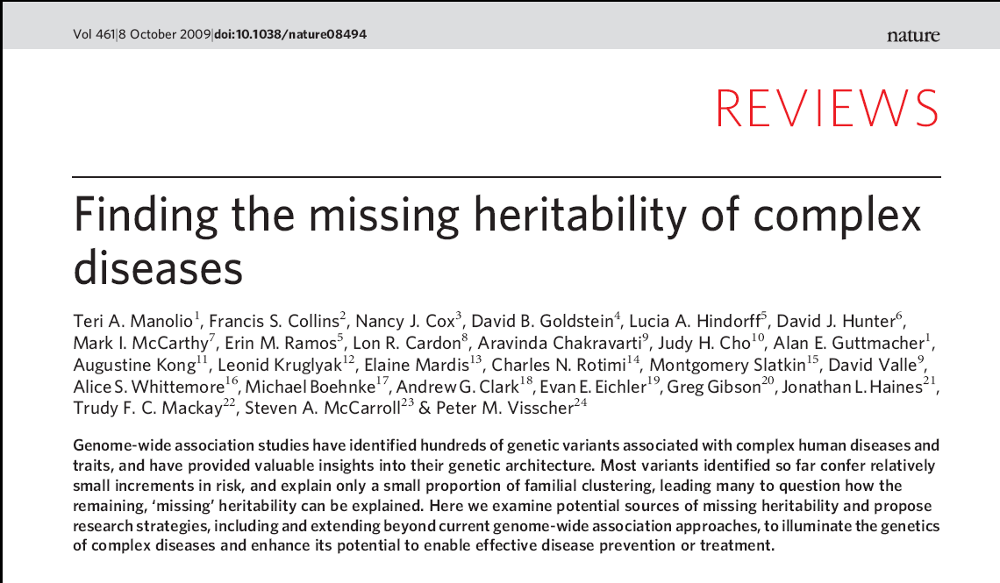 Vol 461|8 October 2009|doi:10.1038/nature08494
nature
REVIEWS
Finding the missing heritability of complex
diseases
Teri A. Manolio1, Francis S. Collins2, Nancy J. Cox3, David B. Goldstein4, Lucia A. Hindorff5, David J. Hunter6,
Mark I. McCarthy7, Erin M. Ramos5, Lon R. Cardon8, Aravinda Chakravarti9, Judy H. Cho10, Alan E. Guttmacher1,
Augustine Kong11, Leonid Kruglyak12, Elaine Mardis13, Charles N. Rotimi14, Montgomery Slatkin15, David Valle9,
Alice S. Whittemore16, Michael Boehnke17, Andrew G. Clark18, Evan E. Eichler19, Greg Gibson20, Jonathan L. Haines21,
Trudy F. C. Mackay22, Steven A. McCarroll23 & Peter M. Visscher24
Genome-wide association studies have identified hundreds of genetic variants associated with complex human diseases and
traits, and have provided valuable insights into their genetic architecture. Most variants identified so far confer relatively
small increments in risk, and explain only a small proportion of familial clustering, leading many to question how the
remaining, ‘missing’ heritability can be explained. Here we examine potential sources of missing heritability and propose
research strategies, including and extending beyond current genome-wide association approaches, to illuminate the genetics
of complex diseases and enhance its potential to enable effective disease prevention or treatment.